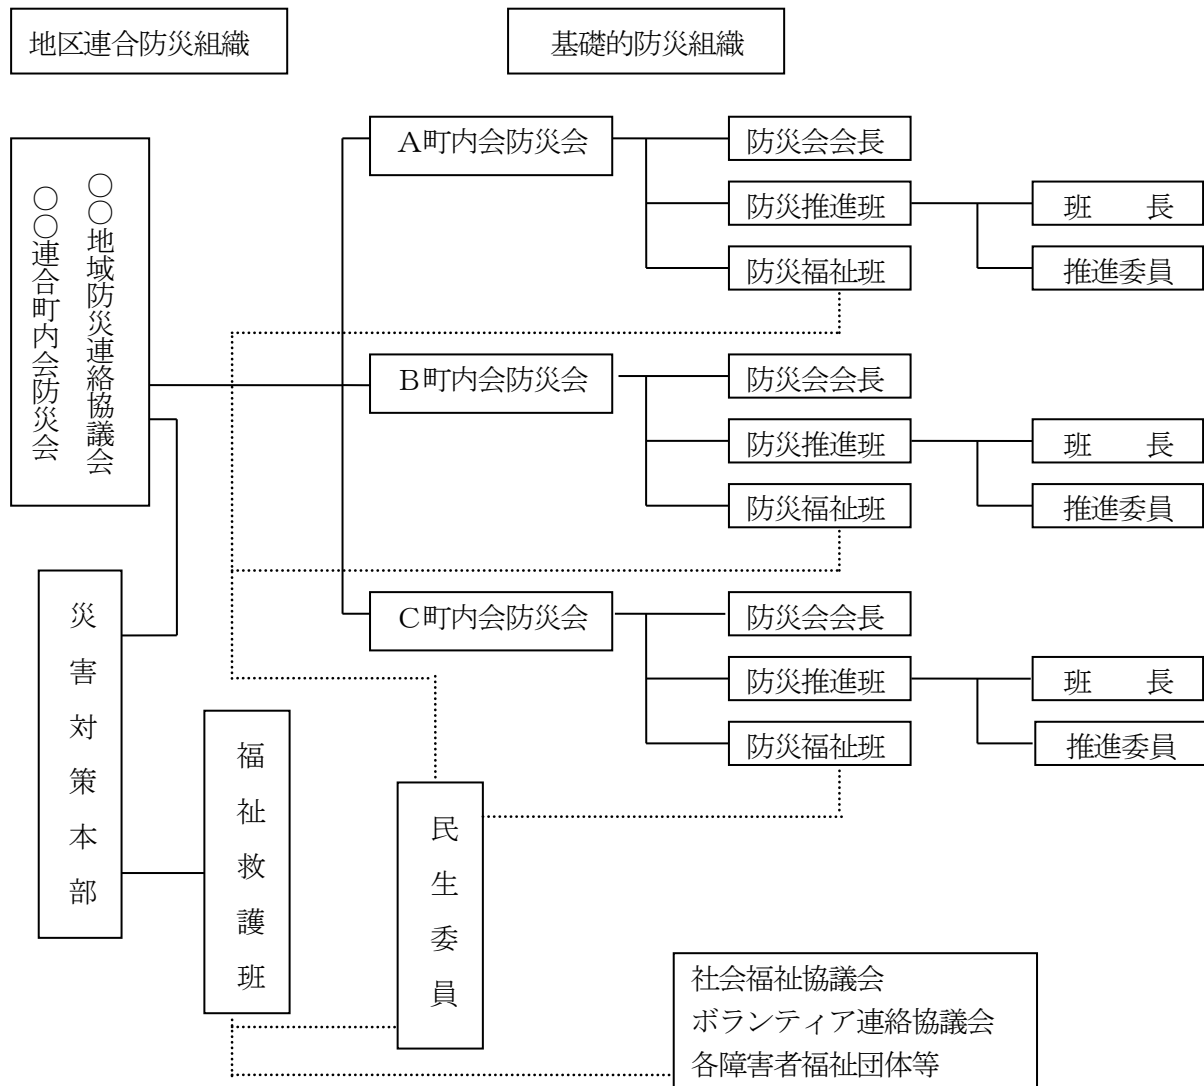 地区連合防災組織
基礎的防災組織
〇〇地域防災連絡協議会
〇〇連合町内会防災会
A町内会防災会
防災会会長
防災推進班
班　　長
推進委員
防災福祉班
B町内会防災会
防災会会長
防災推進班
班　　長
推進委員
防災福祉班
C町内会防災会
防災会会長
防災推進班
班　　長
推進委員
防災福祉班
災害対策本部
福祉救護班
民生委員
社会福祉協議会
ボランティア連絡協議会
各障害者福祉団体等